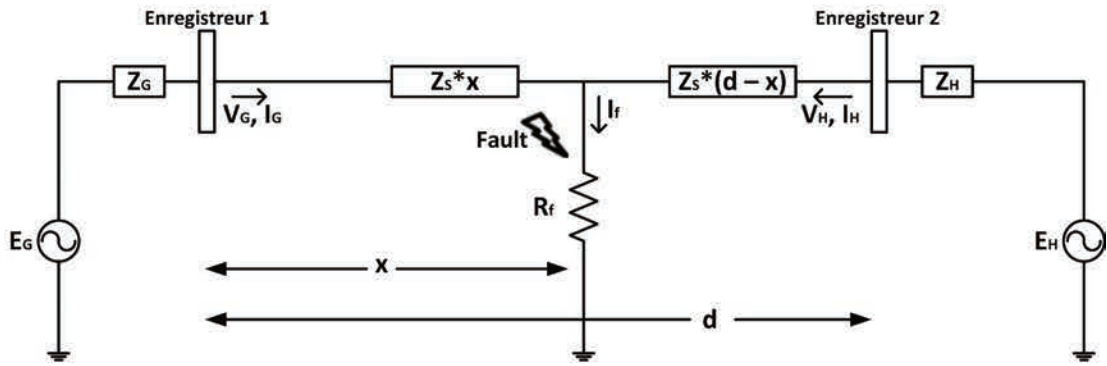 Enregistreur 1
Enregistreur 2
ZG
Zs*x
Zs*(d – x)
ZH
VG, IG
If
VH, IH
Fault
Rf
EG
EH
x
d